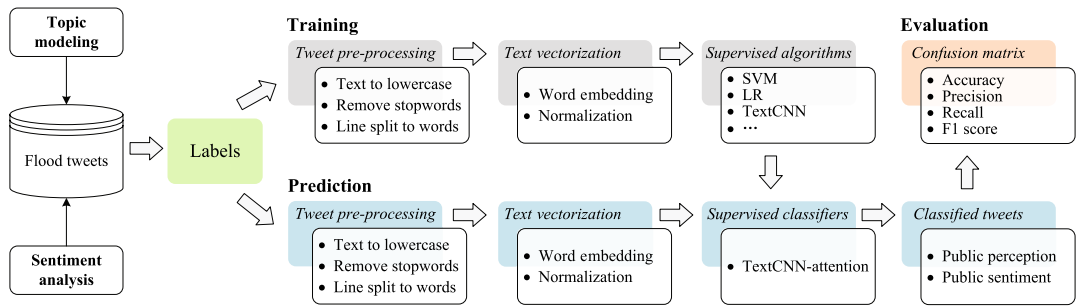 Topic
modeling
Flood tweets
Sentiment
analysis
Labels
Training
Tweet pre-processing
• Text to lowercase
• Remove stopwords
• Line split to words
Text vectorization
• Word embedding
• Normalization
Supervised algorithms
• SVM
• LR
• TextCNN
• ...
Evaluation
Confusion matrix
• Accuracy
• Precision
• Recall
• F1 score
Prediction
Tweet pre-processing
• Text to lowercase
• Remove stopwords
• Line split to words
Text vectorization
• Word embedding
• Normalization
Supervised classifiers
• TextCNN-attention
Classified tweets
• Public perception
• Public sentiment